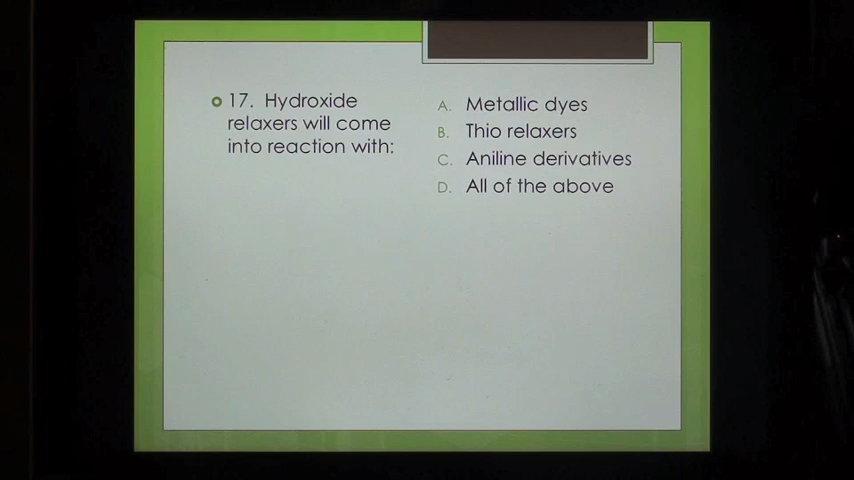 17. Hydroxide
relaxers will come
into reaction with:
A. Metallic dyes
B. Thio relaxers
C. Aniline derivatives
D. All of the above